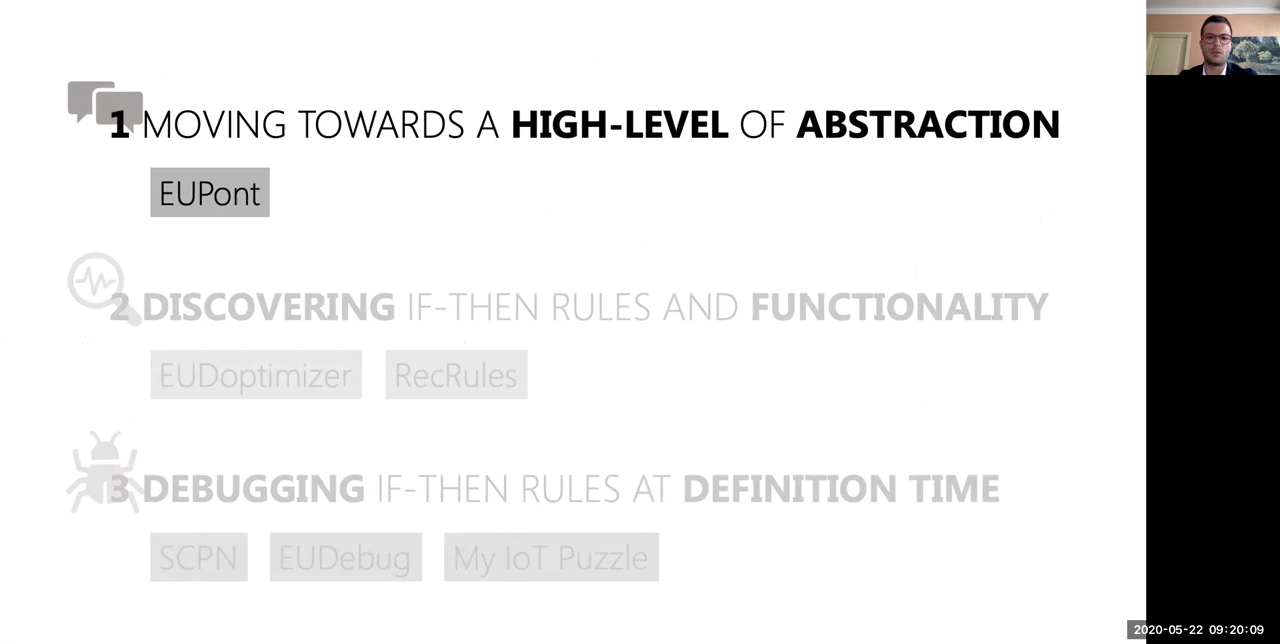 1 MOVING TOWARDS A HIGH-LEVEL OF ABSTRACTION
EUPont
2 DISCOVERING IF-THEN RULES AND FUNCTIONALITY
EUDoptimizer RecRules
3 DEBUGGING IF-THEN RULES AT DEFINITION TIME
SCPN EUDebug My IoT Puzzle
2020-05-22 09:20:09